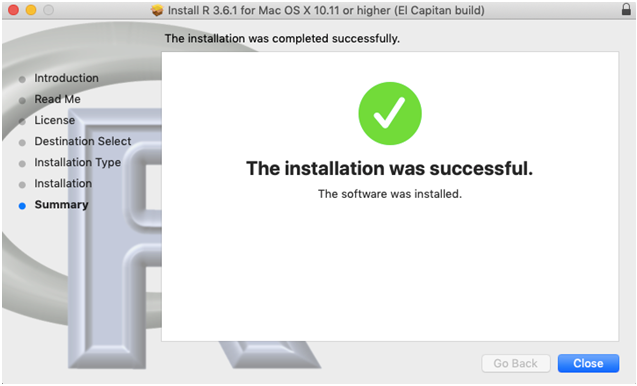 Install R 3.6.1 for Mac OS X 10.11 or higher (El Capitan build)
The installation was completed successfully.
Introduction
Read Me
License
Destination Select
Installation Type
Installation
Summary
The installation was successful.
The software was installed.
Go Back
Close